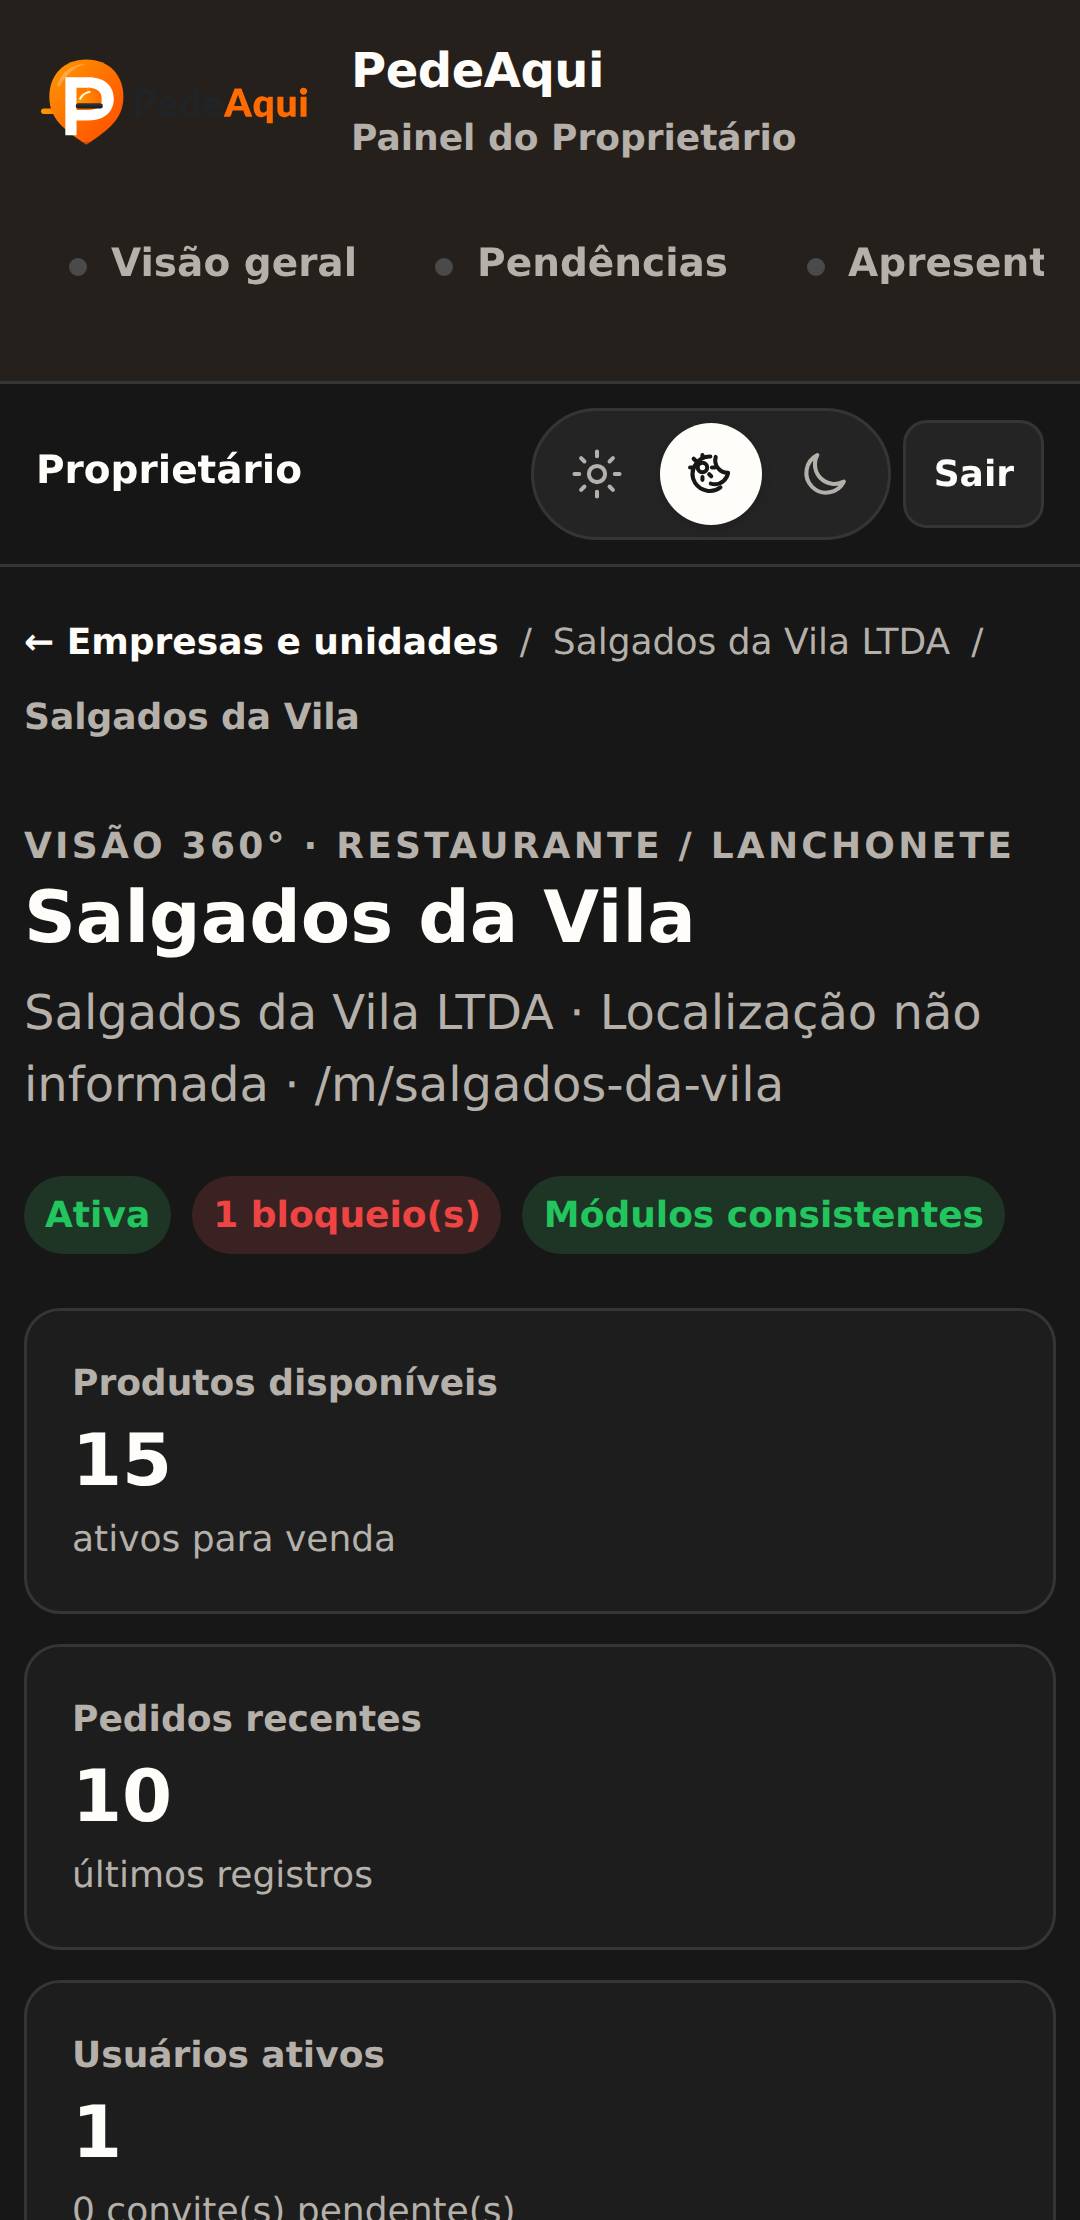 PedeAqui
PedeAqui
Painel do Proprietário
Visão geral
Pendências
Apresent
Proprietário
Sair
← Empresas e unidades / Salgados da Vila LTDA /
Salgados da Vila
VISÃO 360° · RESTAURANTE / LANCHONETE
Salgados da Vila
Salgados da Vila LTDA · Localização não
informada · /m/salgados-da-vila
Ativa
1 bloqueio(s)
Módulos consistentes
Produtos disponíveis
15
ativos para venda
Pedidos recentes
10
últimos registros
Usuários ativos
1
0 convite(s) pendente(s)